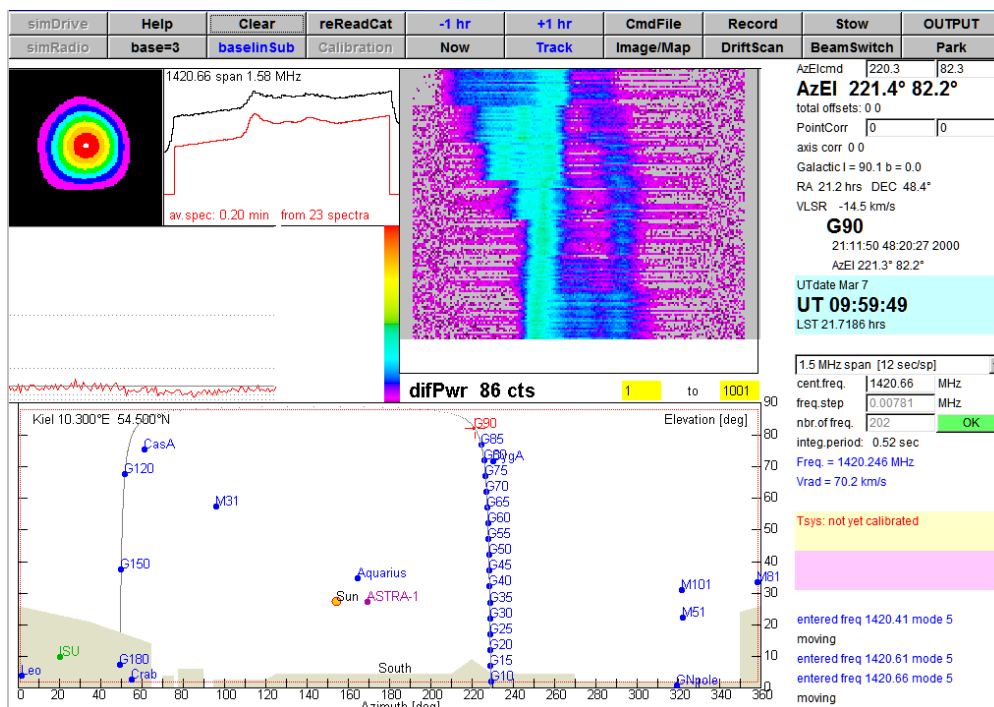 simDrive Help Clear reReadCat -1 hr +1 hr CmdFile Record Stow OUTPUT
simRadio base=3 baselinSub Calibration Now Track Image/Map DriftScan BeamSwitch Park
1420.66 span 1.58 MHz
av.spec: 0.20 min from 23 spectra
difPwr 86 cts 1 to 1001
AzElcmd 220.3 82.3
AzEl 221.4° 82.2°
total offsets: 0 0
PointCorr 0 0
axis corr 0 0
Galactic l = 90.1 b = 0.0
RA 21.2 hrs DEC 48.4°
VLSR -14.5 km/s
G90
21:11:50 48:20:27 2000
AzEl 221.3° 82.2°
UTdate Mar 7
UT 09:59:49
LST 21.7186 hrs
1.5 MHz span [12 sec/sp]
cent.freq. 1420.66 MHz
freq.step 0.00781 MHz
nbr.of freq. 202 OK
integ.period: 0.52 sec
Freq. = 1420.246 MHz
Vrad = 70.2 km/s
Tsys: not yet calibrated
entered freq 1420.41 mode 5
moving
entered freq 1420.61 mode 5
entered freq 1420.66 mode 5
moving
Kiel 10.300°E 54.500°N
Elevation [deg]
90
80
70
60
50
40
30
20
10
0
G90
G85
G75
G70
G65
G60
G55
G50
G45
G40
G35
G30
G25
G20
G15
G10
CasA
G120
M31
G150
Aquarius
Sun
ASTRA-1
M101
M81
M51
ISU
Leo
G180
Crab
South
GNpole
0 20 40 60 80 100 120 140 160 180 200 220 240 260 280 300 320 340 360
Azimuth [deg]